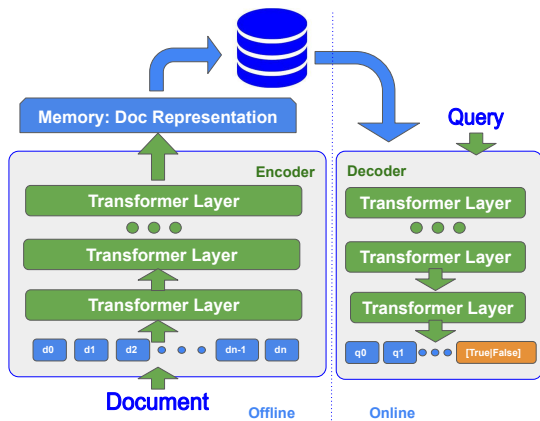 Memory: Doc Representation
Query
Encoder
Decoder
Transformer Layer
Transformer Layer
Transformer Layer
Transformer Layer
Transformer Layer
Transformer Layer
d0 d1 d2 dn-1 dn
q0 q1 [True|False]
Document
Offline
Online